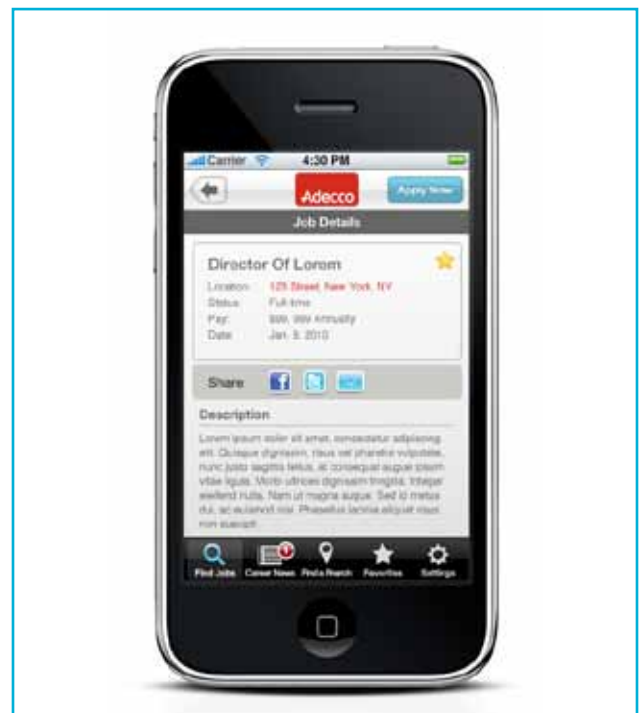 Carrier 4:30 PM
Adecco Apply Now
Job Details
Director Of Lorem
Location: 125 Street, New York, NY
Status: Full-time
Pay: $99, 999 Annually
Date: Jan. 5, 2010
Share
Description
Lorem ipsum dolor sit amet, consectetur adipiscing
elit. Quisque dignissim, risus vel pharetra vulputate,
nunc justo sagittis tellus, at consequat augue ipsum
vitae ligula. Morbi ultrices dignissim fringilla. Integer
eleifend nulla. Nam ut magna augue. Sed id metus
dui, ac euismod nisi. Phasellus lacinia aliquet risus
non suscipit
Find Jobs Career News Find a Branch Favorites Settings